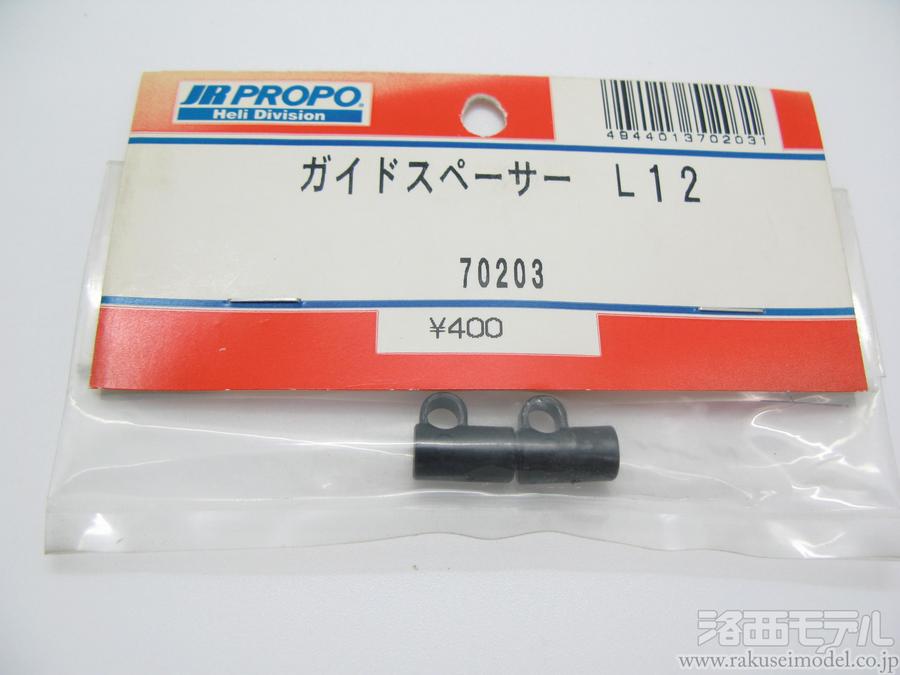 JR PROPO
Heli Division
4944013702031
ガイドスペーサー L12
70203
¥400
洛西モデル
www.rakuseimodel.co.jp